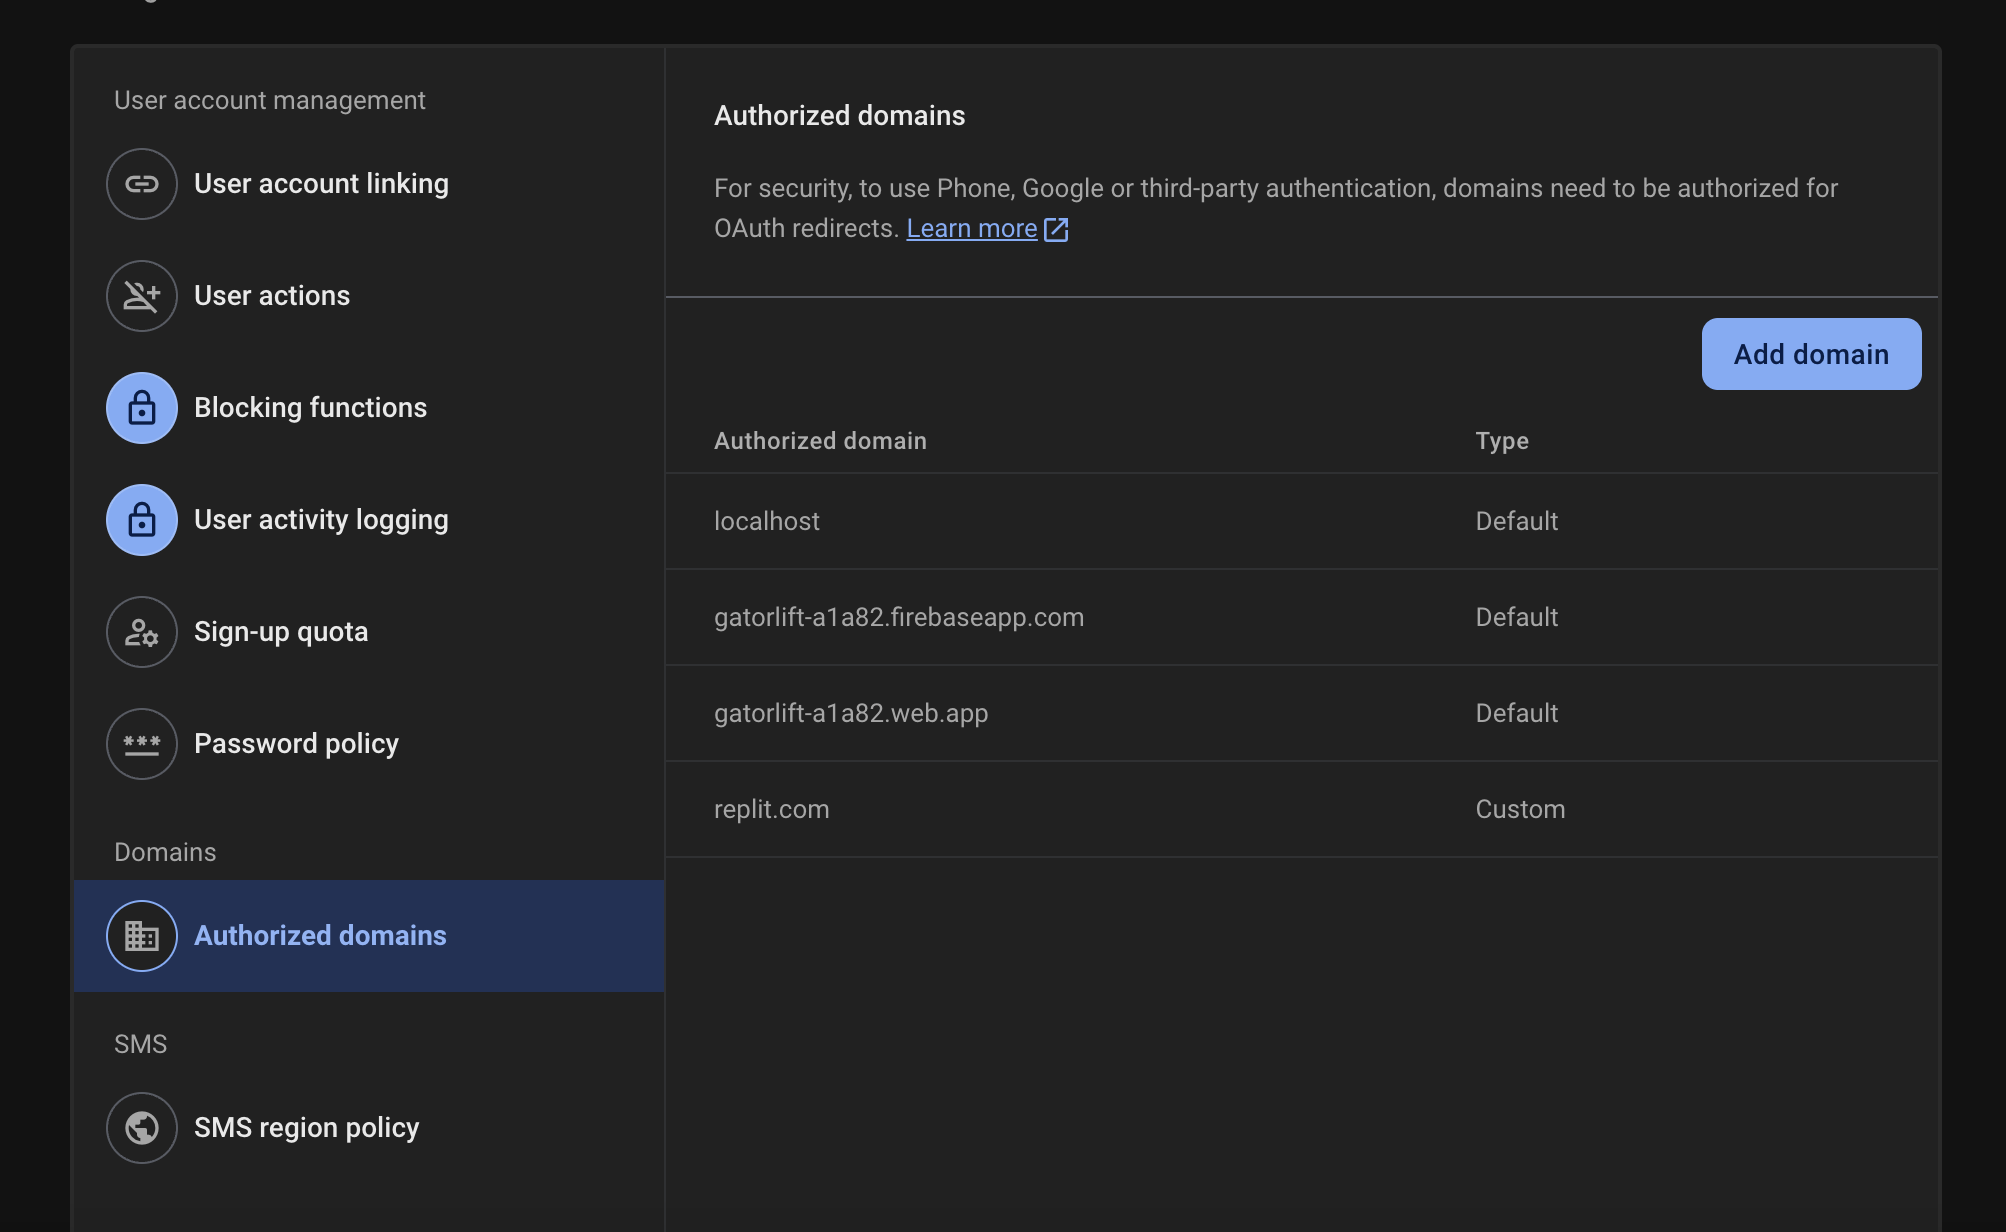 User account management
User account linking
User actions
Blocking functions
User activity logging
Sign-up quota
Password policy
Domains
Authorized domains
SMS
SMS region policy
Authorized domains
For security, to use Phone, Google or third-party authentication, domains need to be authorized for
OAuth redirects. Learn more
Add domain
Authorized domain Type
localhost Default
gatorlift-a1a82.firebaseapp.com Default
gatorlift-a1a82.web.app Default
replit.com Custom